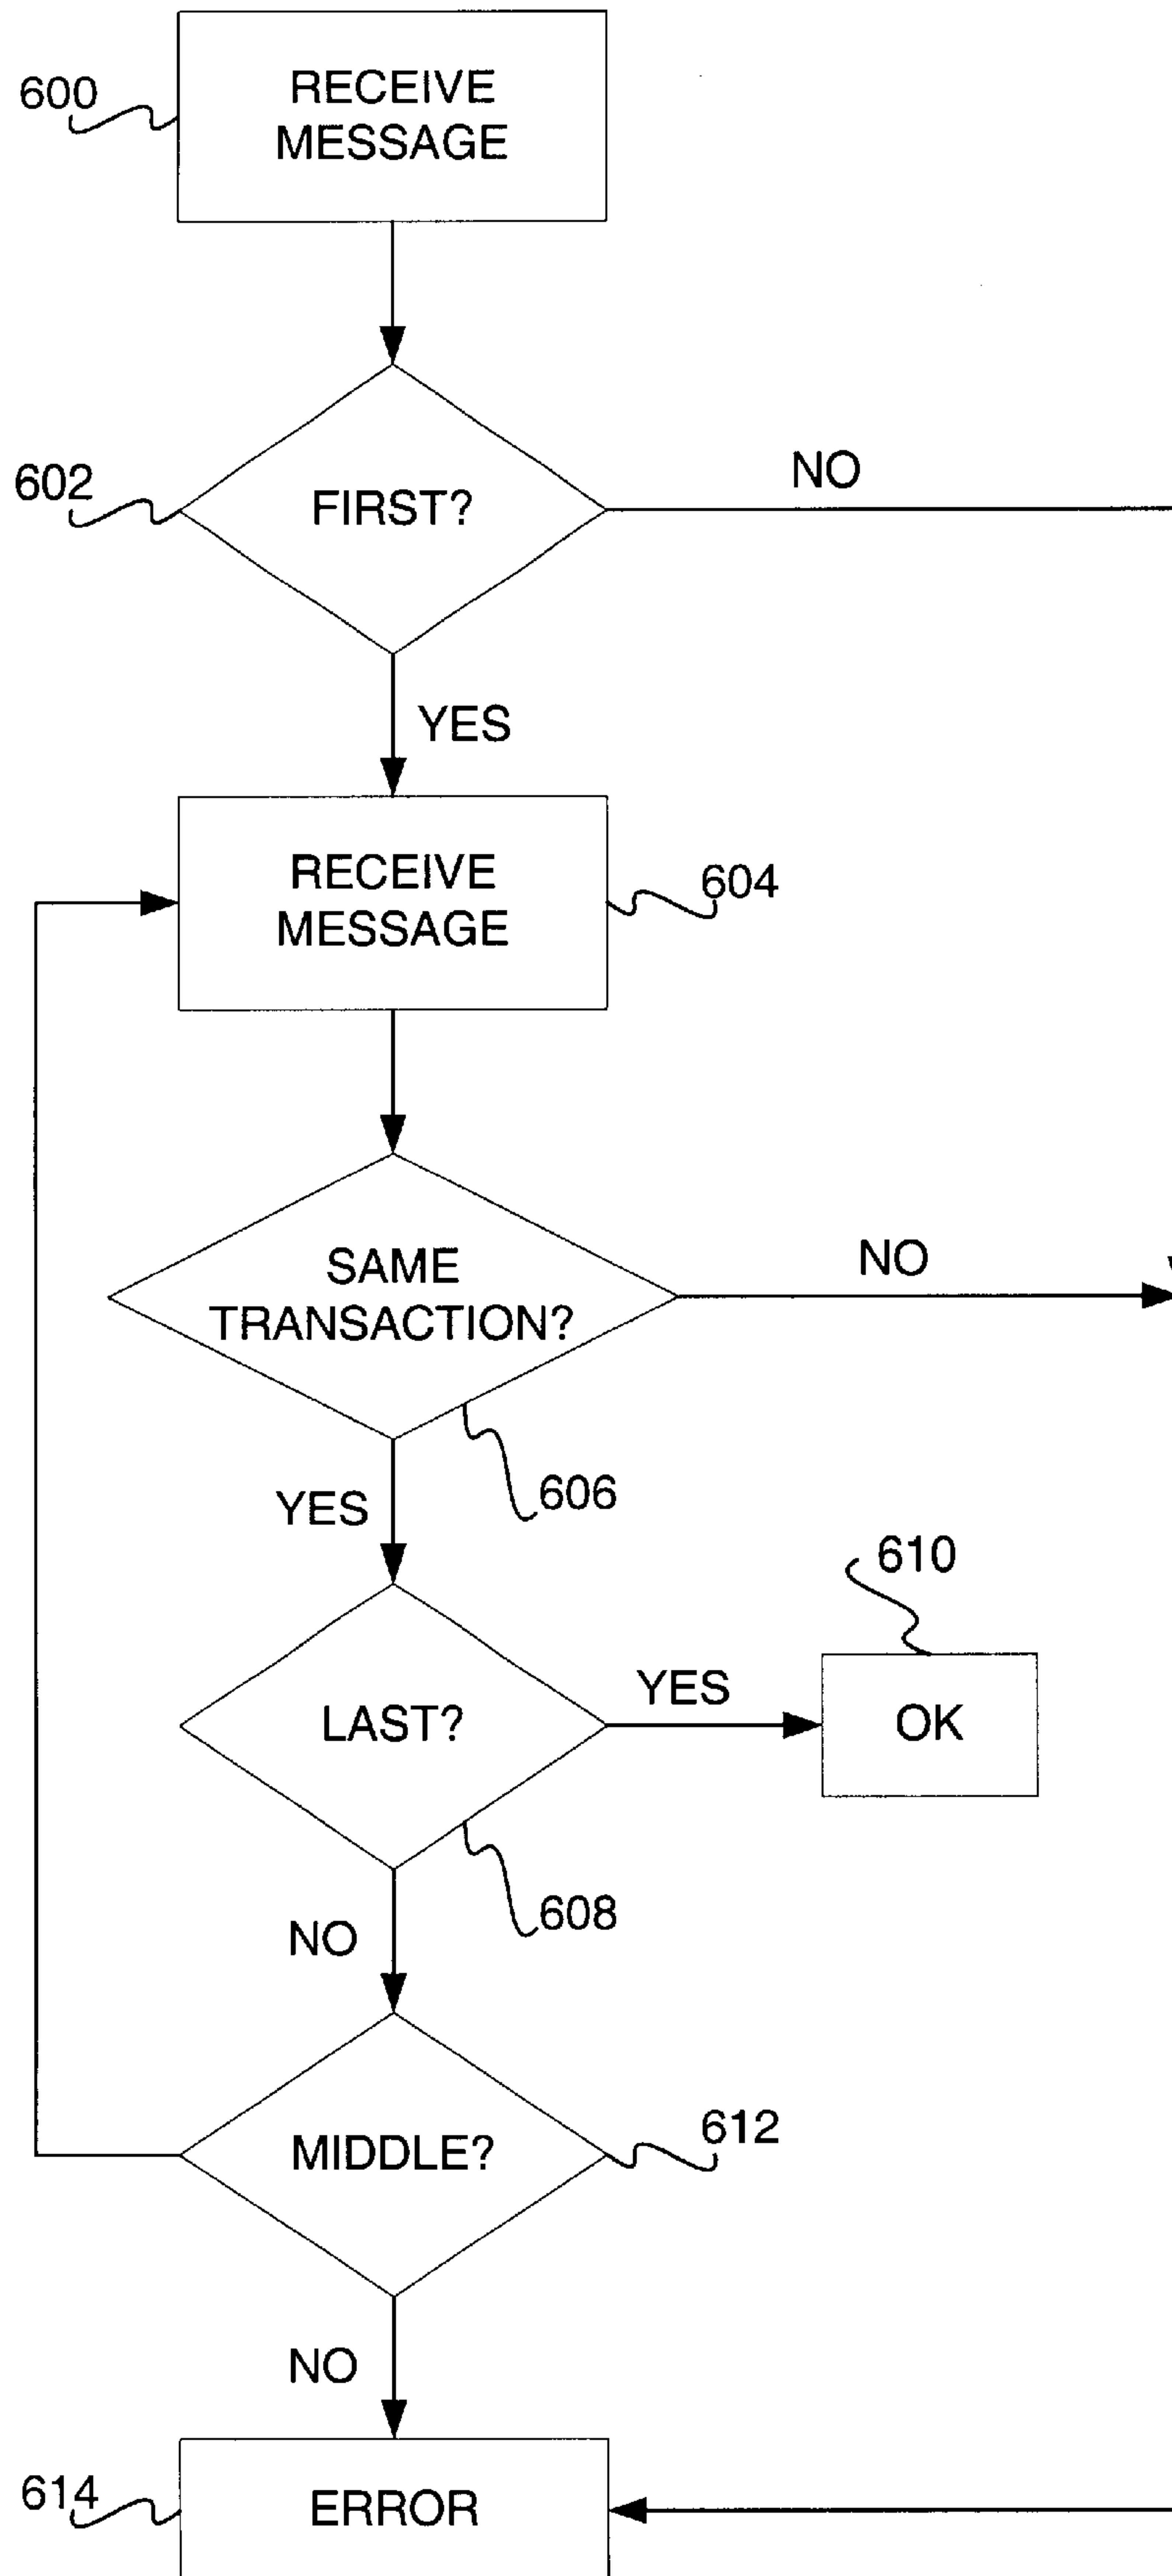 600
RECEIVE
MESSAGE
602
FIRST?
NO
YES
RECEIVE
MESSAGE
604
SAME
TRANSACTION?
NO
YES
606
610
LAST?
YES
OK
NO
608
MIDDLE?
612
NO
614
ERROR